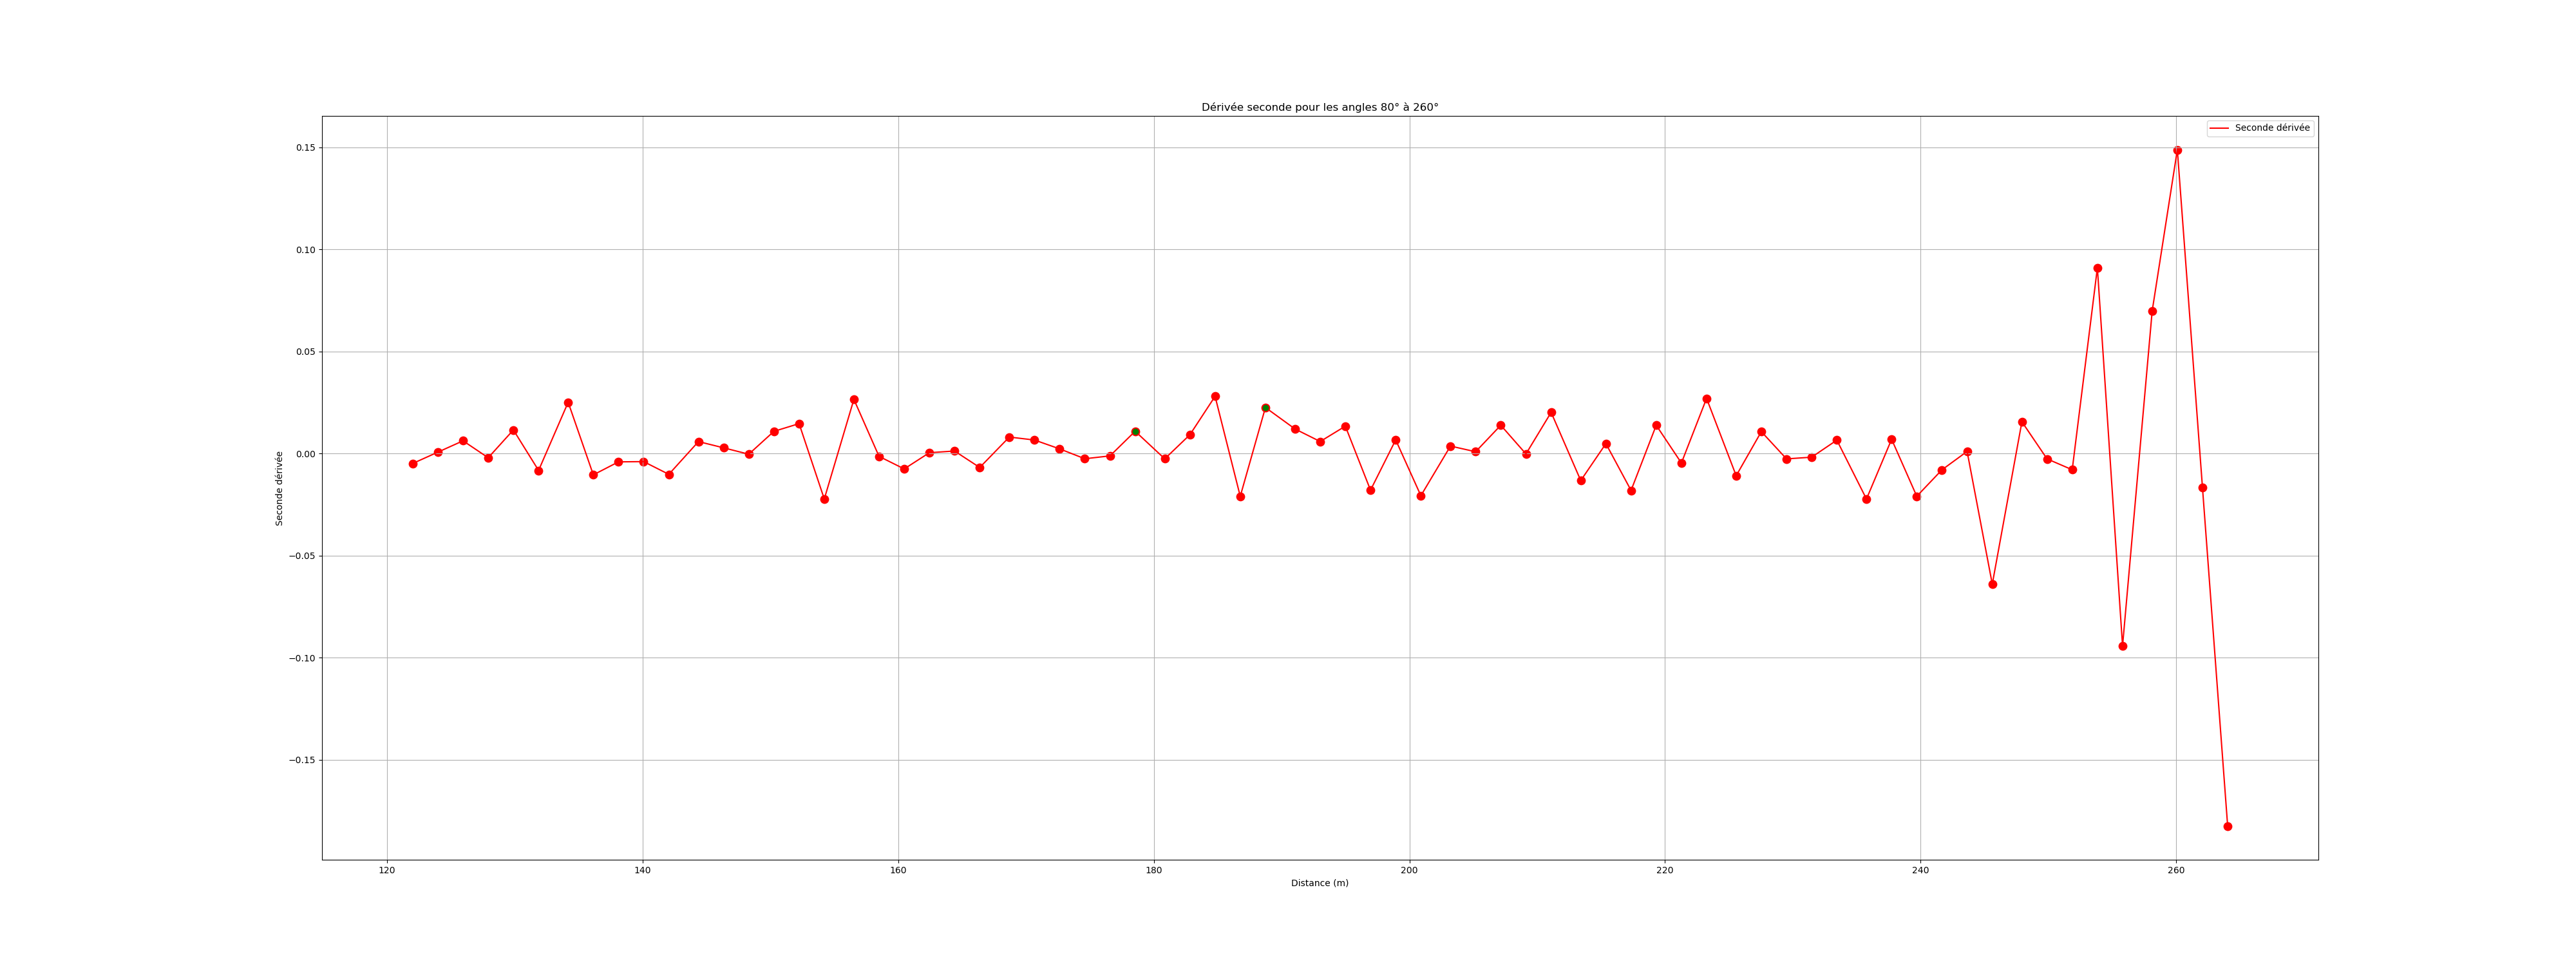 Dérivée seconde pour les angles 80° à 260°
Seconde dérivée
0.15
0.10
0.05
0.00
−0.05
−0.10
−0.15
Seconde dérivée
120 140 160 180 200 220 240 260
Distance (m)